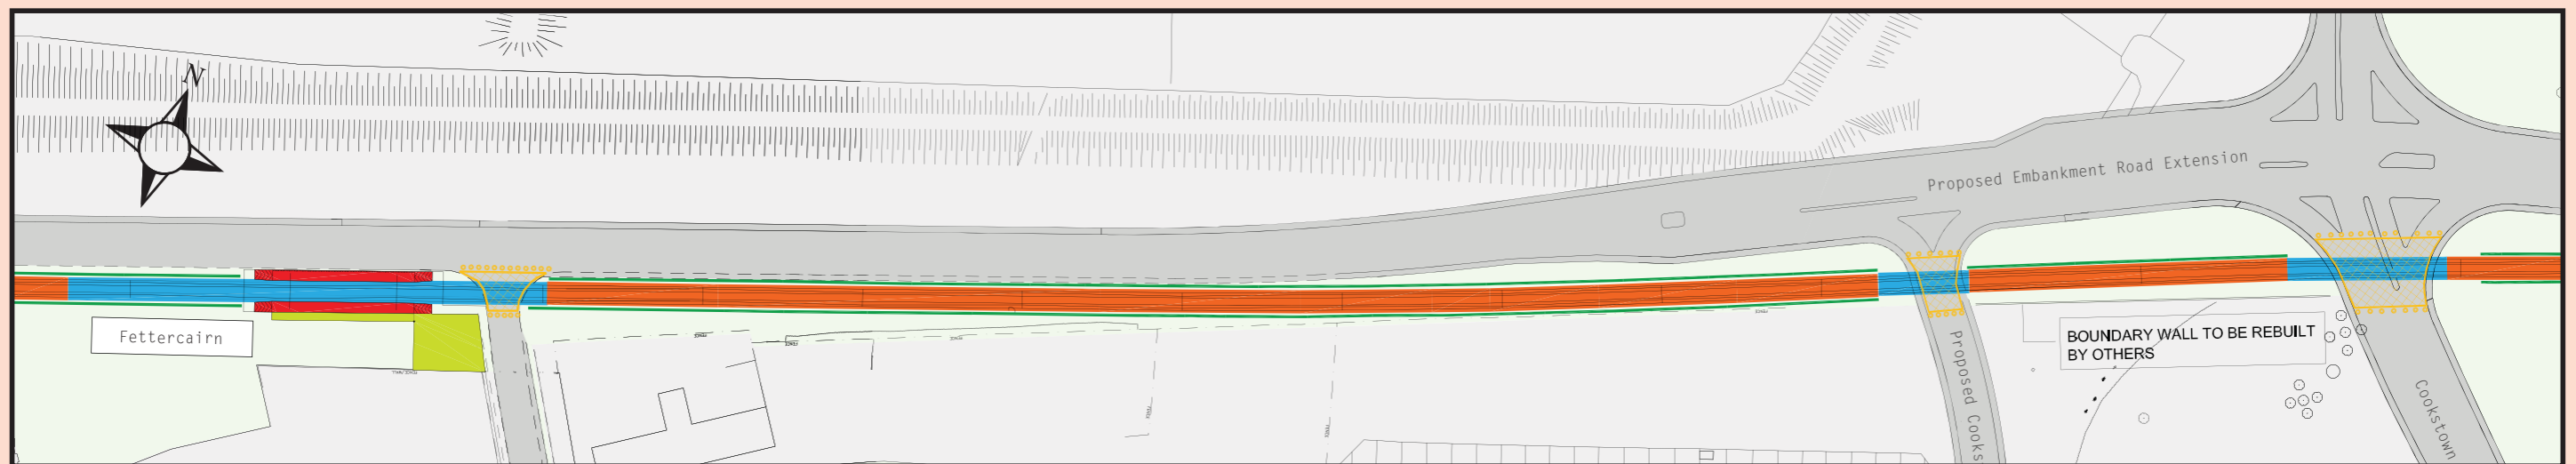 N
Proposed Embankment Road Extension
Fettercairn
BOUNDARY WALL TO BE REBUILT
BY OTHERS
Proposed Cooks
Cookstown